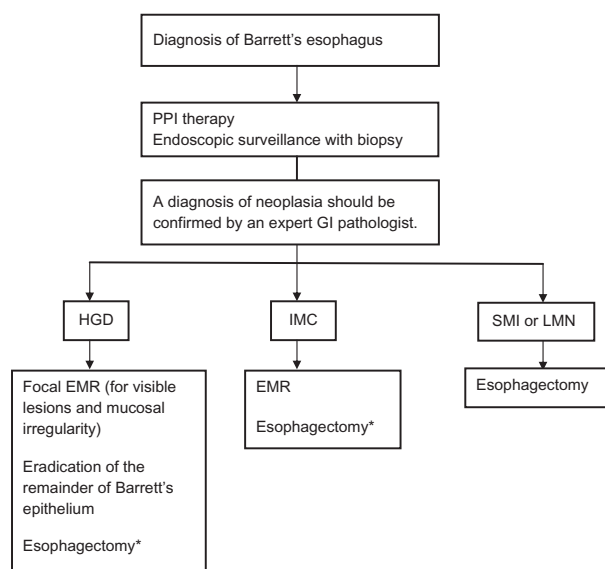 Diagnosis of Barrett's esophagus
PPI therapy
Endoscopic surveillance with biopsy
A diagnosis of neoplasia should be
confirmed by an expert GI pathologist.
HGD
IMC
SMI or LMN
Focal EMR (for visible
lesions and mucosal
irregularity)
Eradication of the
remainder of Barrett's
epithelium
Esophagectomy*
EMR
Esophagectomy*
Esophagectomy